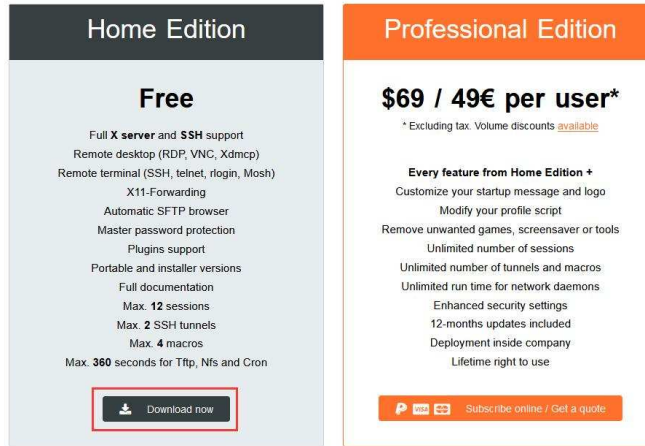 Home Edition
Free
Full X server and SSH support
Remote desktop (RDP, VNC, Xdmcp)
Remote terminal (SSH, telnet, rlogin, Mosh)
X11-Forwarding
Automatic SFTP browser
Master password protection
Plugins support
Portable and installer versions
Full documentation
Max. 12 sessions
Max. 2 SSH tunnels
Max. 4 macros
Max. 360 seconds for Tftp, Nfs and Cron
Download now
Professional Edition
$69 / 49€ per user*
* Excluding tax. Volume discounts available
Every feature from Home Edition +
Customize your startup message and logo
Modify your profile script
Remove unwanted games, screensaver or tools
Unlimited number of sessions
Unlimited number of tunnels and macros
Unlimited run time for network daemons
Enhanced security settings
12-months updates included
Deployment inside company
Lifetime right to use
VISA Subscribe online / Get a quote